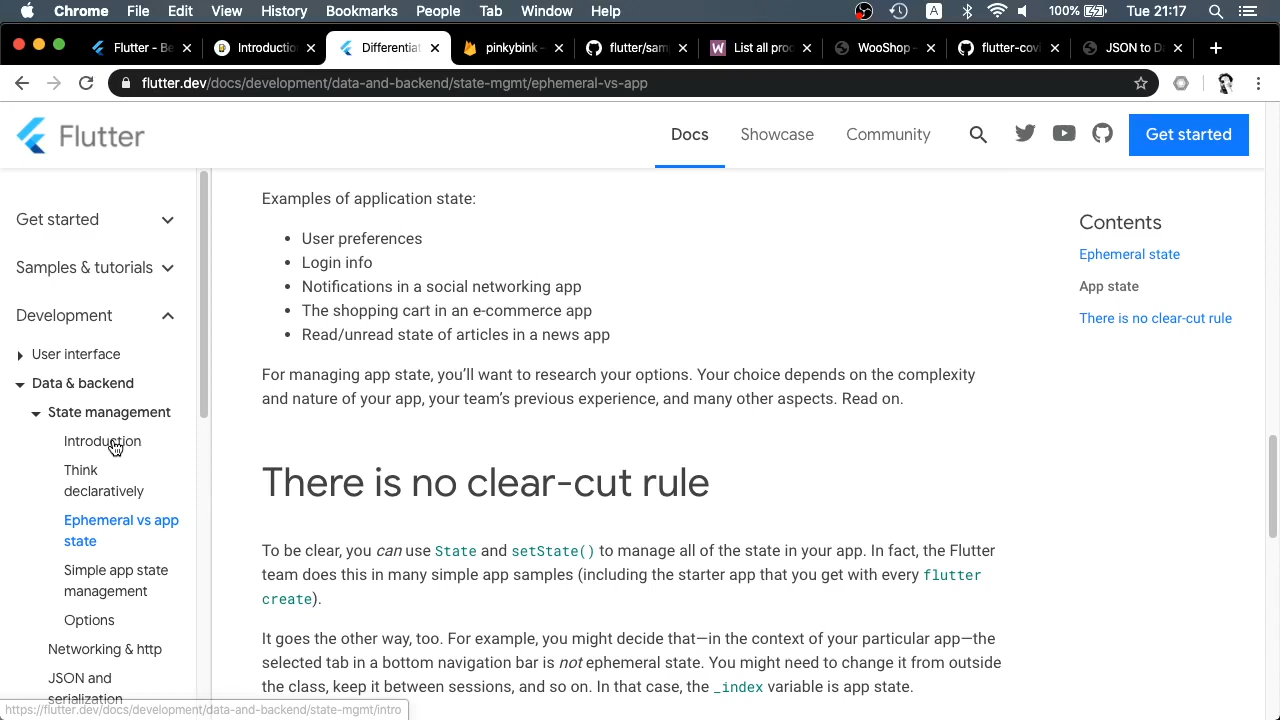 Chrome File Edit View History Bookmarks People Tab Window Help A 100% Tue 21:17
Flutter - Be Introductio Differentiat pinkybink - flutter/sam List all pro WooShop - flutter-covi JSON to Da
flutter.dev/docs/development/data-and-backend/state-mgmt/ephemeral-vs-app
Flutter
Docs Showcase Community Get started
Get started
Samples & tutorials
Development
User interface
Data & backend
State management
Introduction
Think
declaratively
Ephemeral vs app
state
Simple app state
management
Options
Networking & http
JSON and
serialization
Examples of application state:
• User preferences
• Login info
• Notifications in a social networking app
• The shopping cart in an e-commerce app
• Read/unread state of articles in a news app
For managing app state, you’ll want to research your options. Your choice depends on the complexity
and nature of your app, your team’s previous experience, and many other aspects. Read on.
There is no clear-cut rule
To be clear, you can use State and setState() to manage all of the state in your app. In fact, the Flutter
team does this in many simple app samples (including the starter app that you get with every flutter
create).
It goes the other way, too. For example, you might decide that—in the context of your particular app—the
selected tab in a bottom navigation bar is not ephemeral state. You might need to change it from outside
the class, keep it between sessions, and so on. In that case, the _index variable is app state.
Contents
Ephemeral state
App state
There is no clear-cut rule
https://flutter.dev/docs/development/data-and-backend/state-mgmt/intro